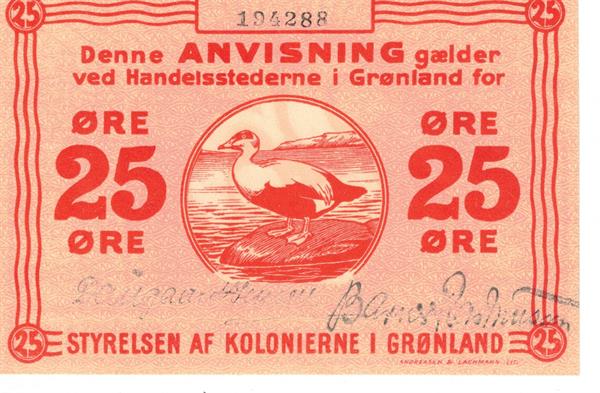 25 194288 25
Denne ANVISNING gælder
ved Handelsstederne i Grønland for
ØRE ØRE
25 25
ØRE ØRE
25 STYRELSEN AF KOLONIERNE I GRØNLAND 25
ANDREASEN & LACHMANN LIT.